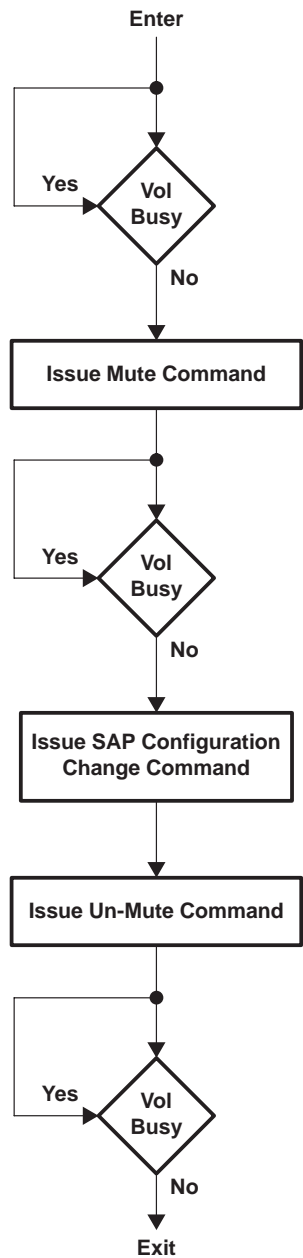 Enter
Yes
Vol
Busy
No
Issue Mute Command
Yes
Vol
Busy
No
Issue SAP Configuration
Change Command
Issue Un-Mute Command
Yes
Vol
Busy
No
Exit